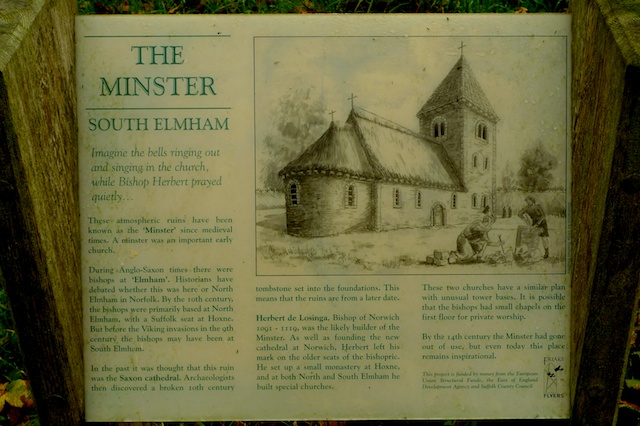 THE
MINSTER
SOUTH ELMHAM
Imagine the bells ringing out
and singing in the church,
while Bishop Herbert prayed
quietly...
These atmospheric ruins have been
known as the 'Minster' since medieval
times. A minster was an important early
church.
During Anglo-Saxon times there were
bishops at 'Elmham'. Historians have
debated whether this was here or North
Elmham in Norfolk. By the 10th century,
the bishops were primarily based at North
Elmham, with a Suffolk seat at Hoxne.
But before the Viking invasions in the 9th
century the bishops may have been at
South Elmham.
In the past it was thought that this ruin
was the Saxon cathedral. Archaeologists
then discovered a broken 10th century
tombstone set into the foundations. This
means that the ruins are from a later date.
Herbert de Losinga, Bishop of Norwich
1091 - 1119, was the likely builder of the
Minster. As well as founding the new
cathedral at Norwich, Herbert left his
mark on the older seats of the bishopric.
He set up a small monastery at Hoxne,
and at both North and South Elmham he
built special churches.
These two churches have a similar plan
with unusual tower bases. It is possible
that the bishops had small chapels on the
first floor for private worship.
By the 14th century the Minster had gone
out of use, but even today this place
remains inspirational.
This project is funded by money from the European
Union Structural Funds, the East of England
Development Agency and Suffolk County Council
FLYERS